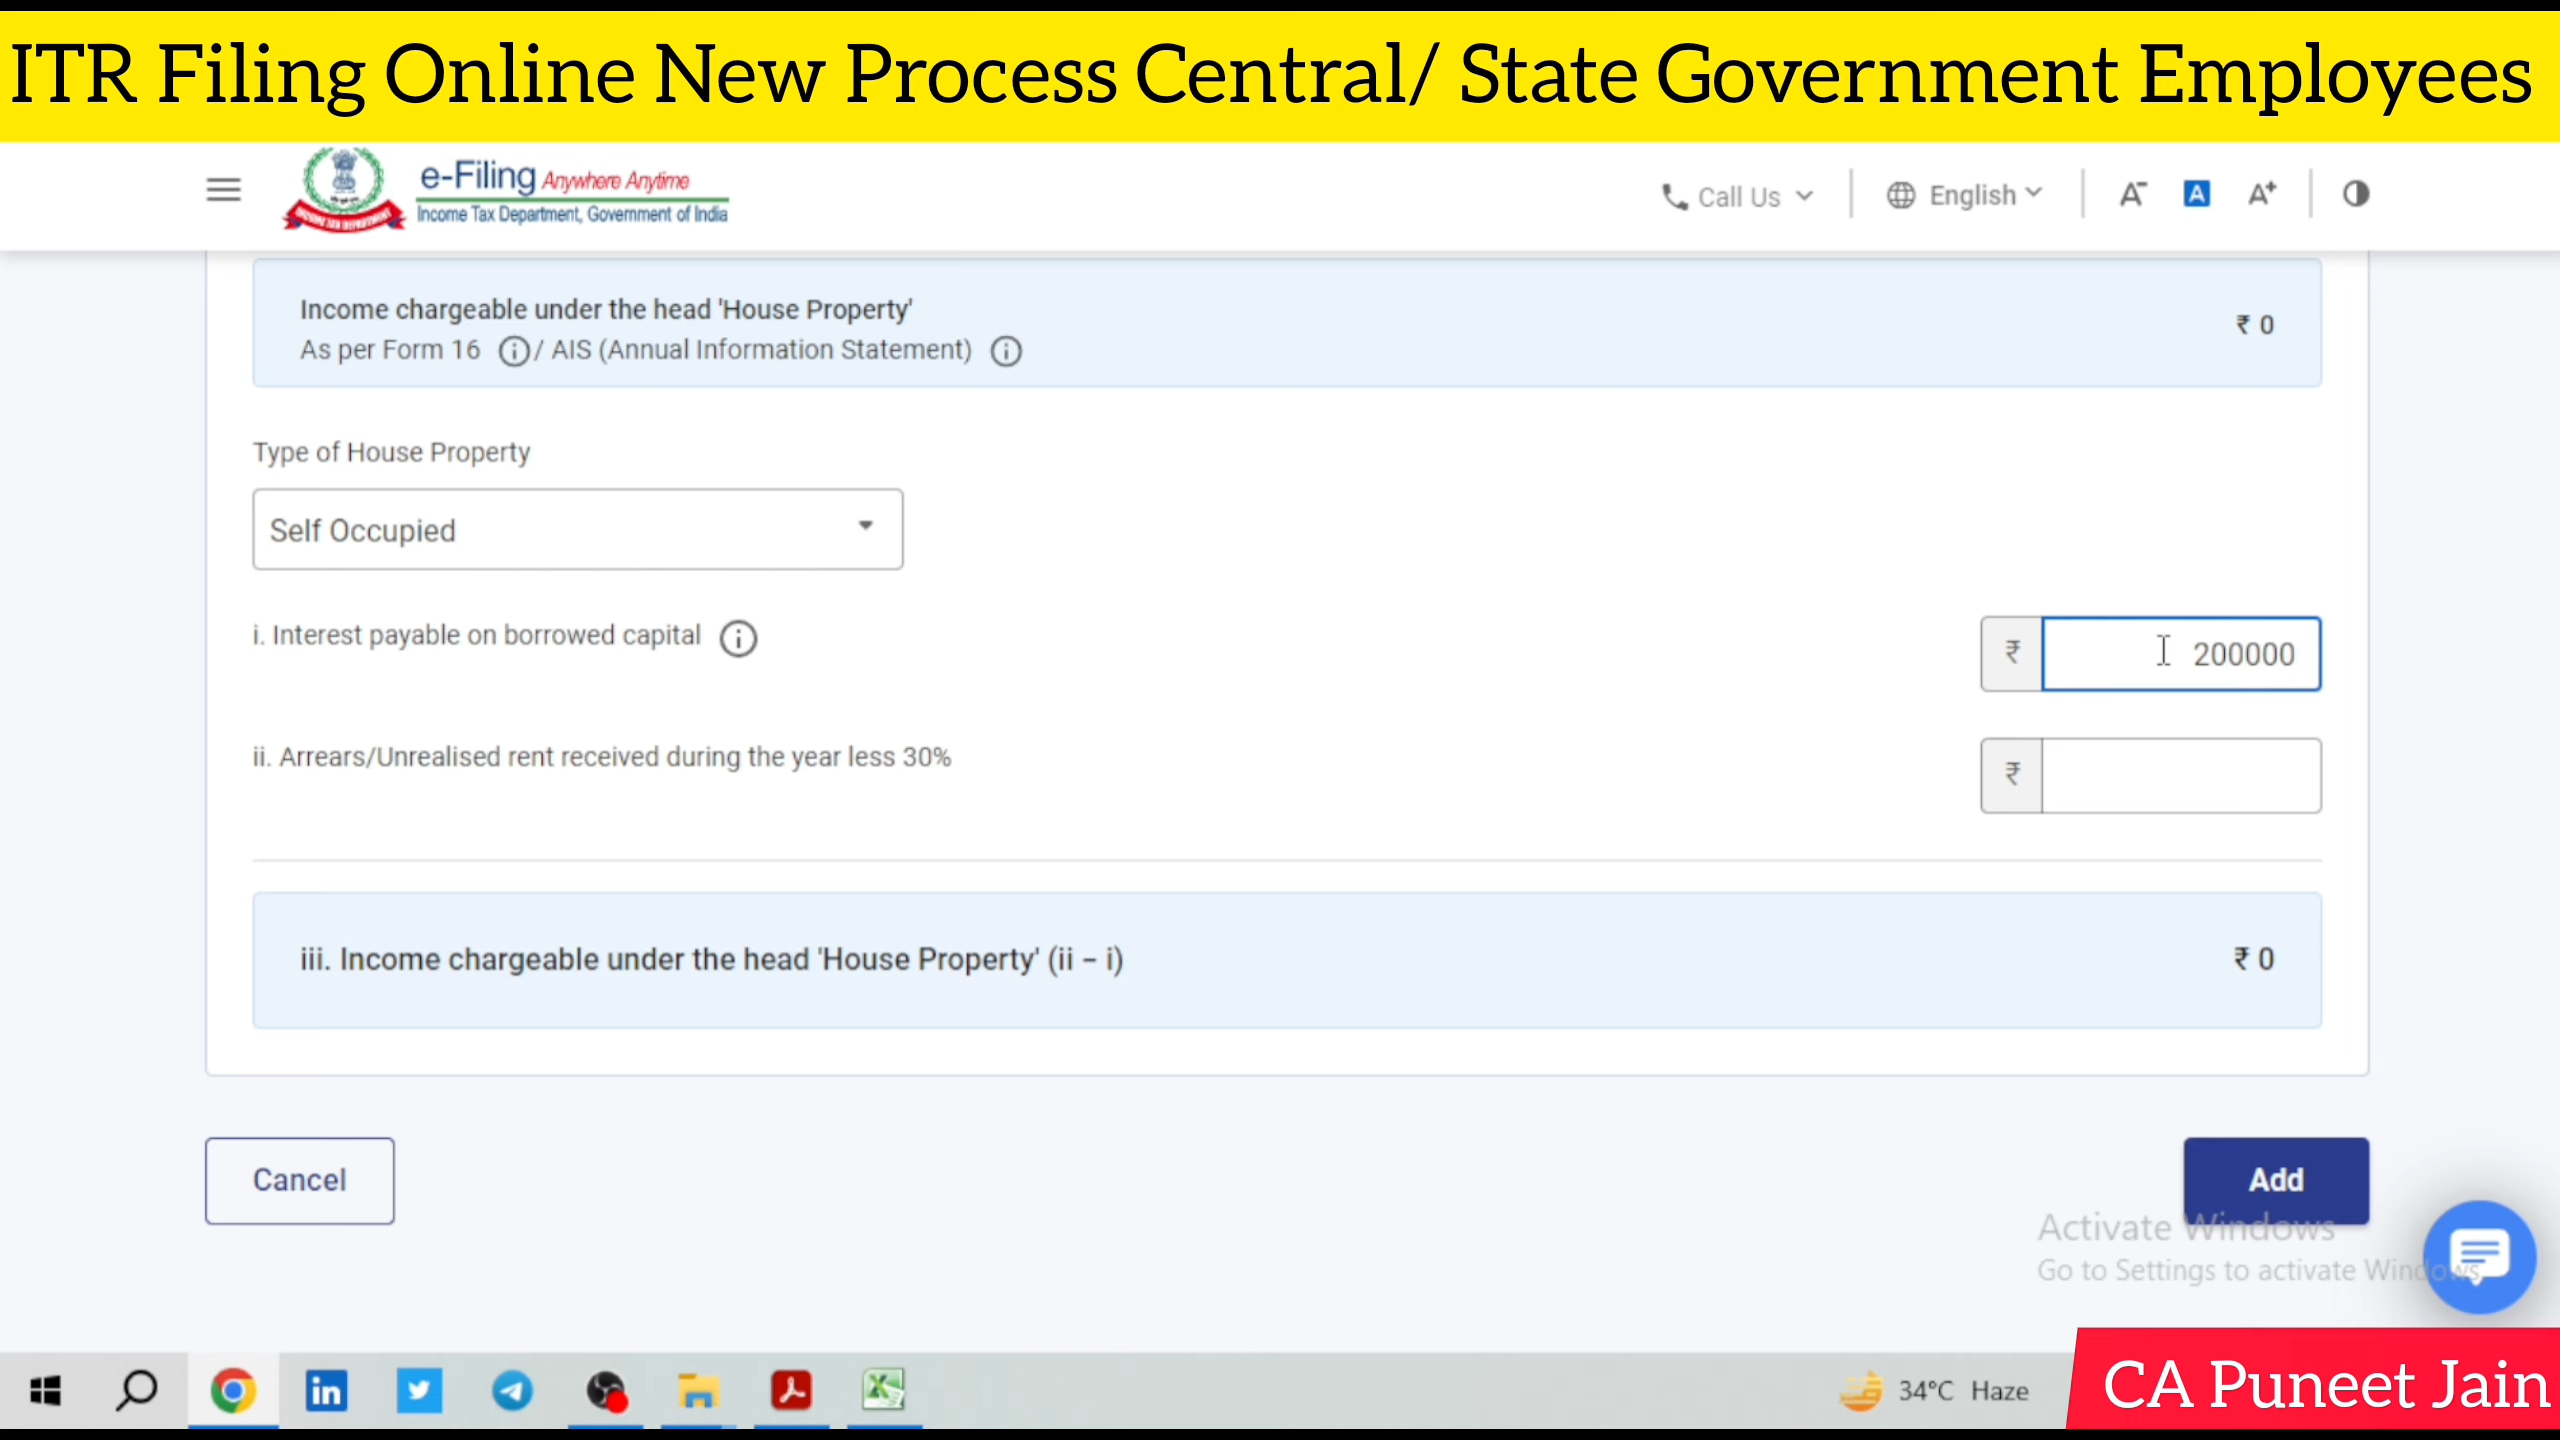 ITR Filing Online New Process Central/ State Government Employees
e-Filing Anywhere Anytime
Income Tax Department, Government of India
Call Us
English
A-
A
A+
Income chargeable under the head 'House Property'
₹ 0
As per Form 16 / AIS (Annual Information Statement)
Type of House Property
Self Occupied
i. Interest payable on borrowed capital
₹ 200000
ii. Arrears/Unrealised rent received during the year less 30%
₹
iii. Income chargeable under the head 'House Property' (ii – i)
₹ 0
Cancel
Add
Activate Windows
Go to Settings to activate Windows.
34°C Haze
CA Puneet Jain